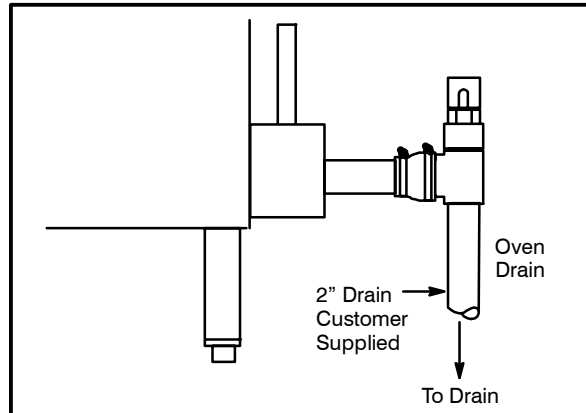 Oven
Drain
2” Drain
Customer
Supplied
To Drain